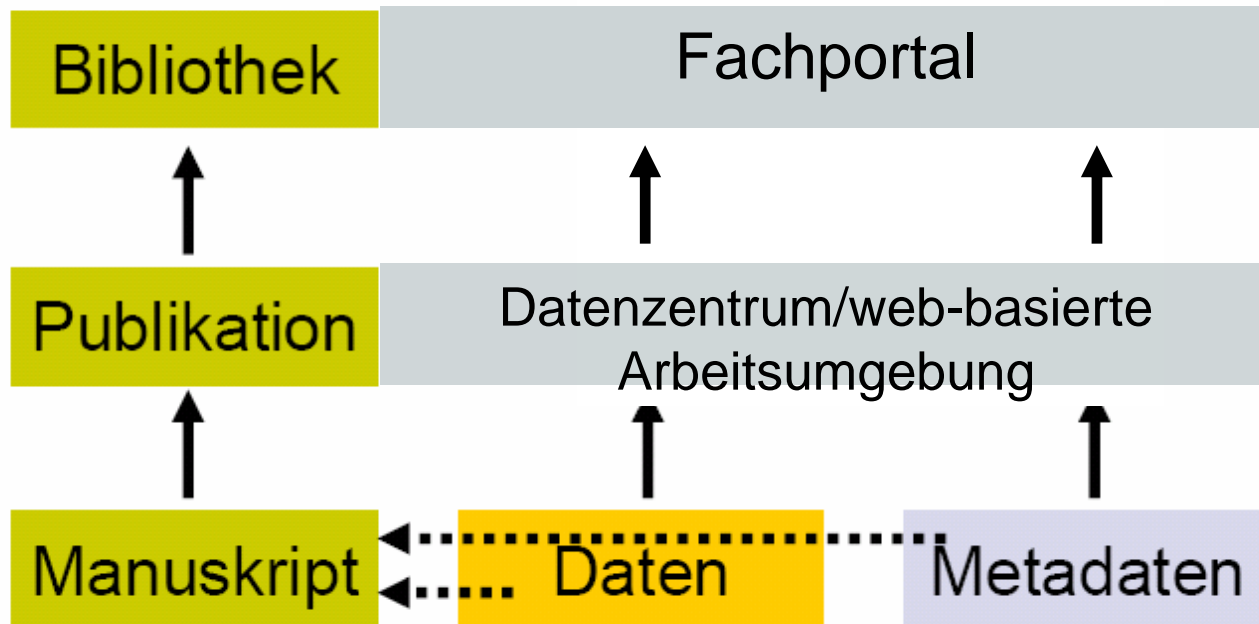 Bibliothek
Fachportal
Publikation
Datenzentrum/web-basierte
Arbeitsumgebung
Manuskript
Daten
Metadaten